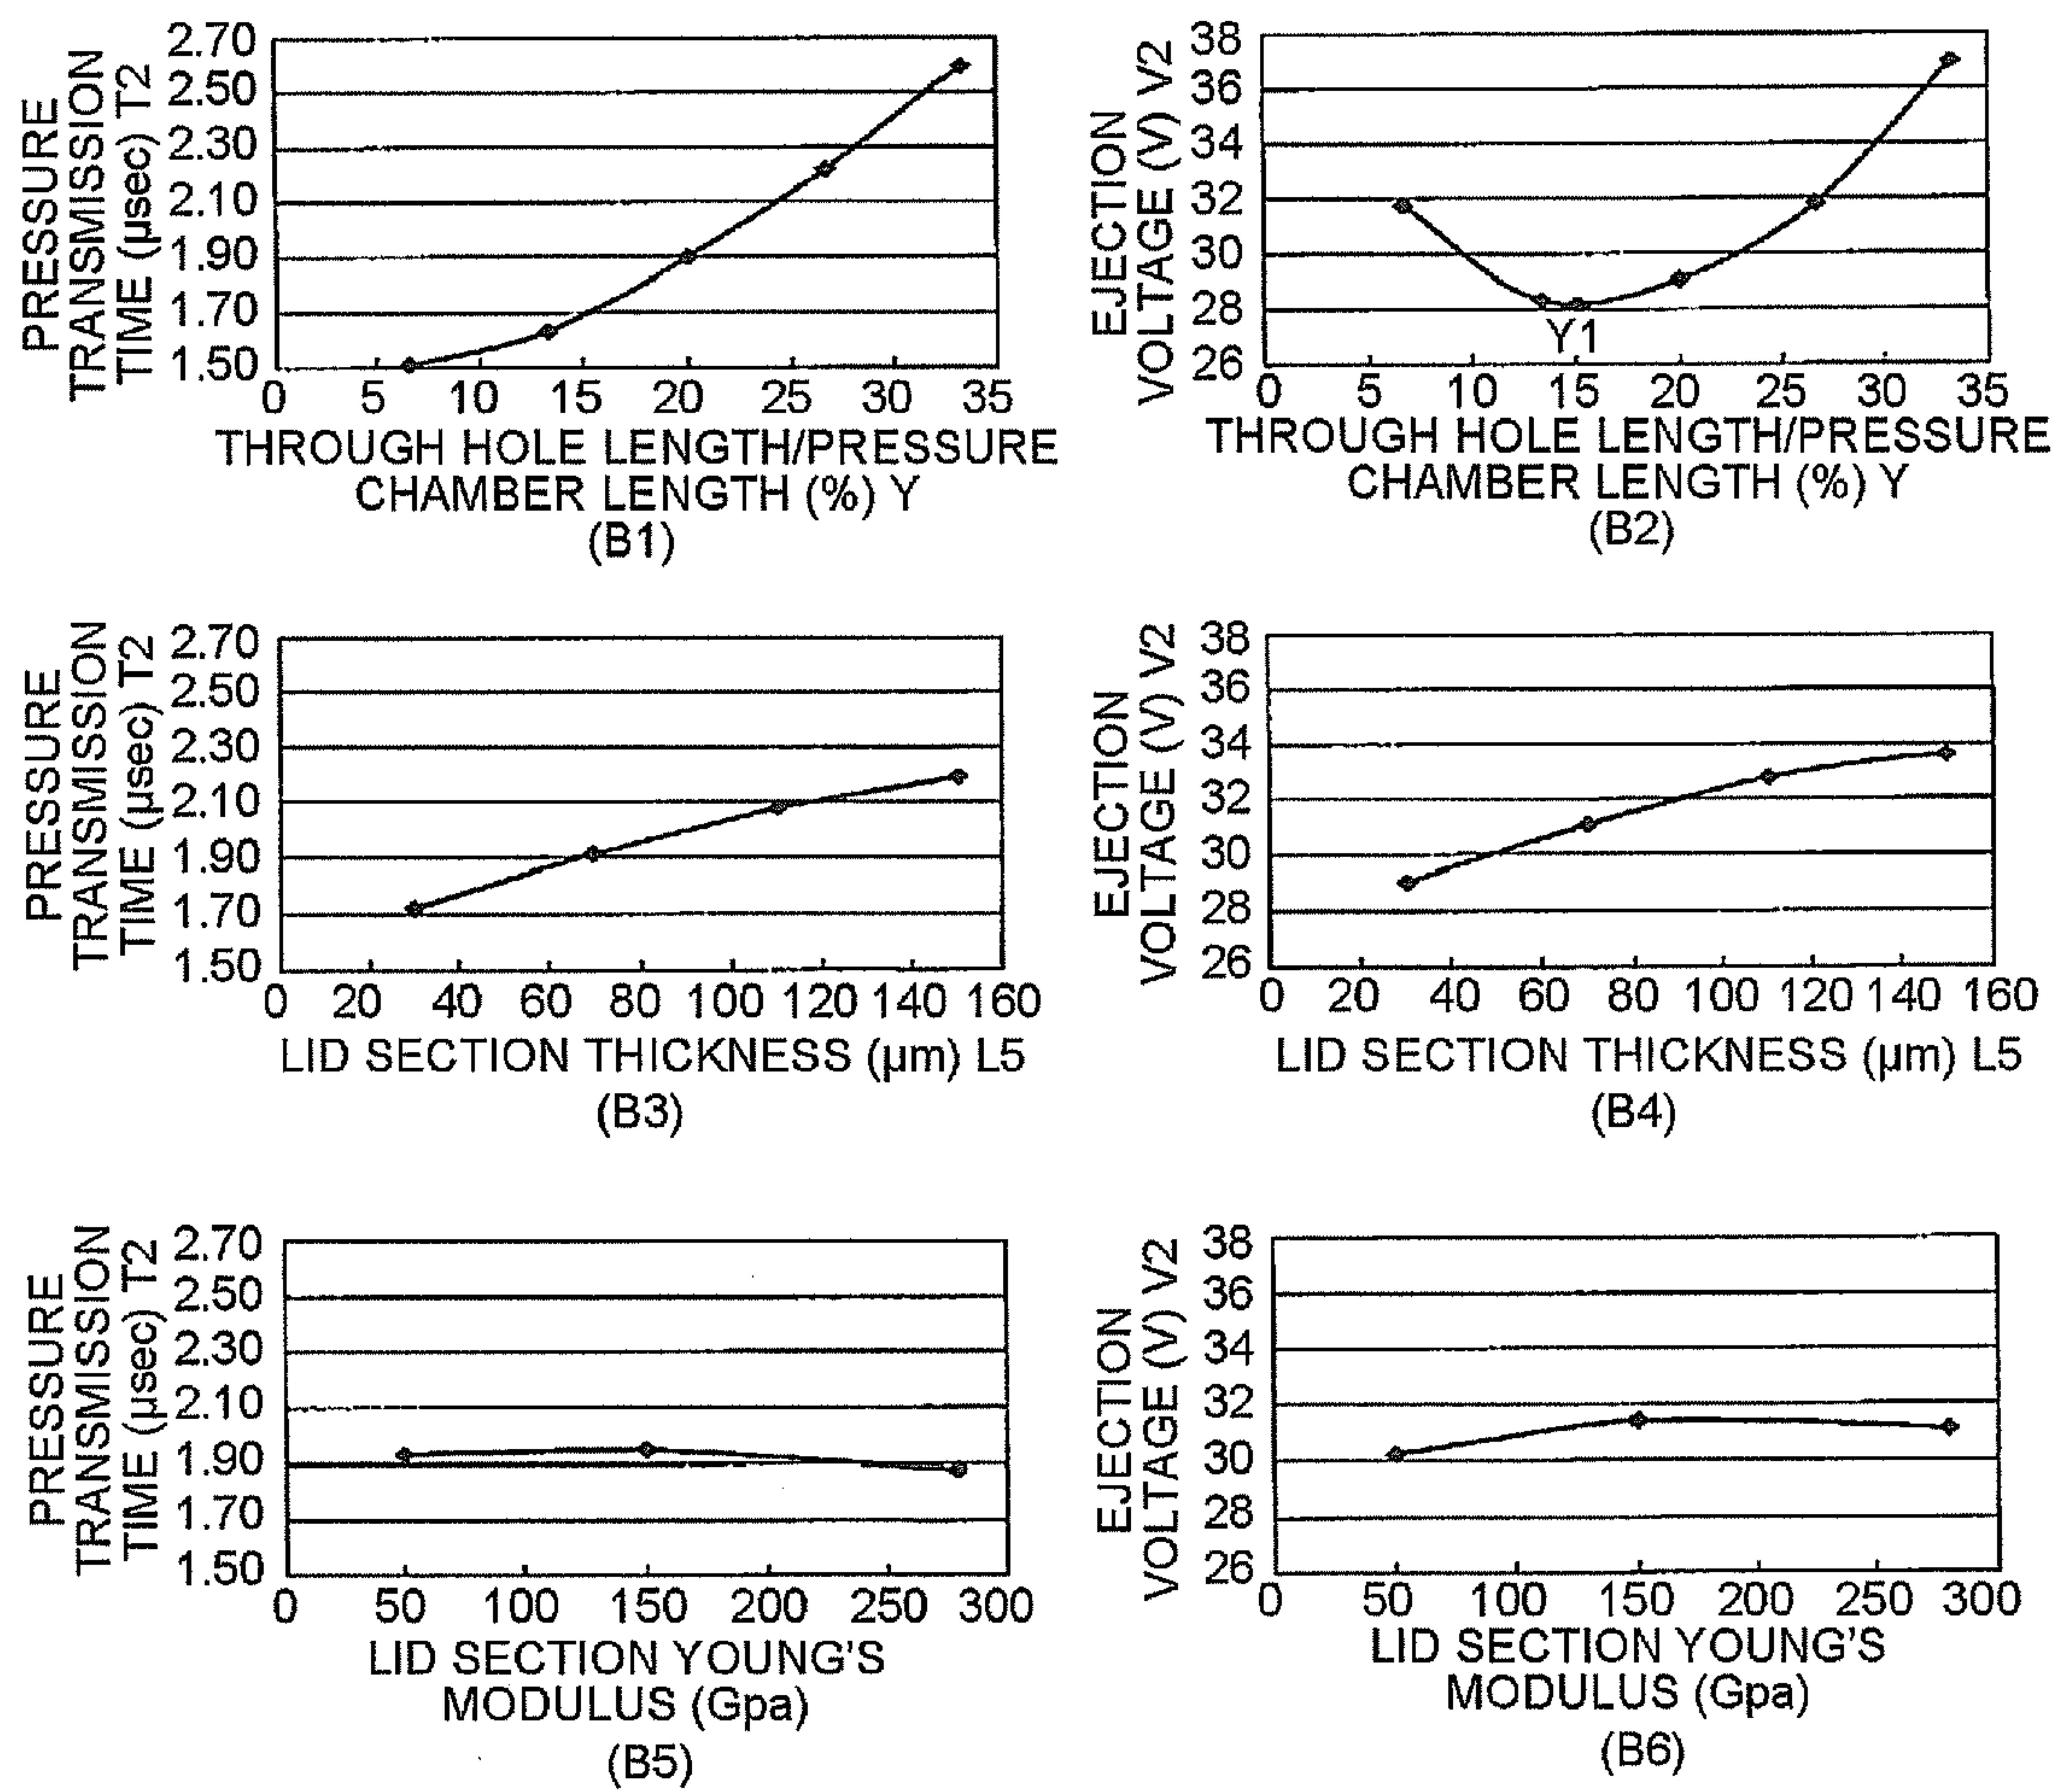 PRESSURE
TRANSMISSION
TIME (µsec) T2
2.70
2.50
2.30
2.10
1.90
1.70
1.50
0 5 10 15 20 25 30 35
THROUGH HOLE LENGTH/PRESSURE
CHAMBER LENGTH (%) Y
(B1)
EJECTION
VOLTAGE (V) V2
38
36
34
32
30
28
26
Y1
0 5 10 15 20 25 30 35
THROUGH HOLE LENGTH/PRESSURE
CHAMBER LENGTH (%) Y
(B2)
PRESSURE
TRANSMISSION
TIME (µsec) T2
2.70
2.50
2.30
2.10
1.90
1.70
1.50
0 20 40 60 80 100 120 140 160
LID SECTION THICKNESS (µm) L5
(B3)
EJECTION
VOLTAGE (V) V2
38
36
34
32
30
28
26
0 20 40 60 80 100 120 140 160
LID SECTION THICKNESS (µm) L5
(B4)
PRESSURE
TRANSMISSION
TIME (µsec) T2
2.70
2.50
2.30
2.10
1.90
1.70
1.50
0 50 100 150 200 250 300
LID SECTION YOUNG'S
MODULUS (Gpa)
(B5)
EJECTION
VOLTAGE (V) V2
38
36
34
32
30
28
26
0 50 100 150 200 250 300
LID SECTION YOUNG'S
MODULUS (Gpa)
(B6)